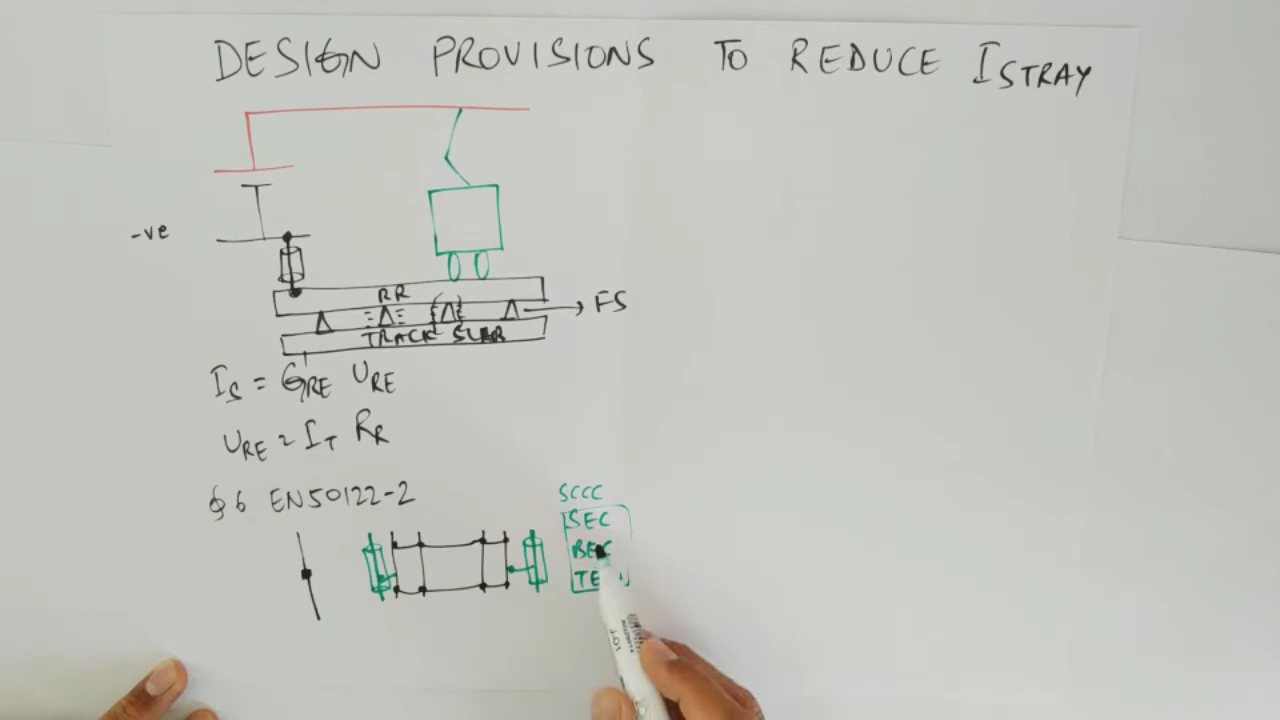 DESIGN PROVISIONS TO REDUCE ISTRAY
-ve
RR
FS
TRACK SLAB
IS = GRE URE
URE = IT RR
§ 6 EN50122-2
SCCC
SEC